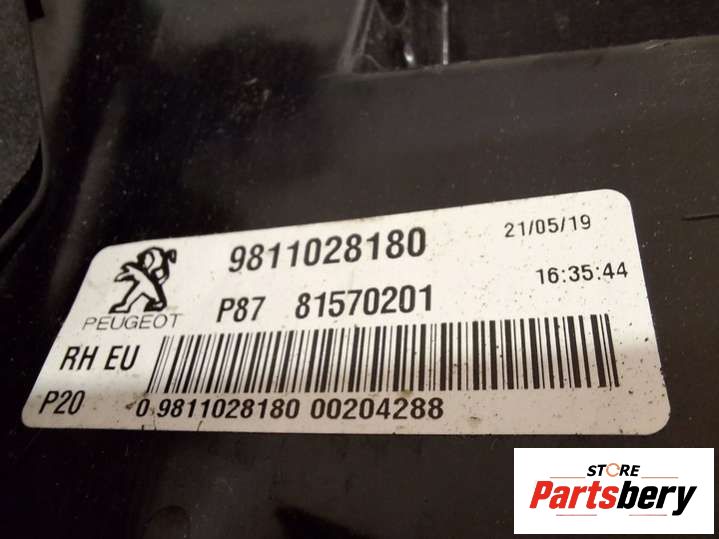 9811028180
21/05/19
PEUGEOT
P87 81570201
16:35:44
RH EU
P20
0 9811028180 00204288
STORE
Partsbery